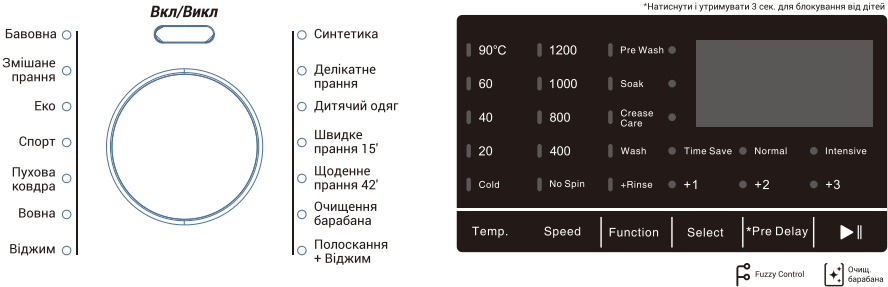 *Натиснути і утримувати 3 сек. для блокування від дітей
Вкл/Викл
Бавовна
Змішане
прання
Еко
Спорт
Пухова
ковдра
Вовна
Віджим
Синтетика
Делікатне
прання
Дитячий одяг
Швидке
прання 15'
Щоденне
прання 42'
Очищення
барабана
Полоскання
+ Віджим
90°C 1200 Pre Wash
60 1000 Soak
40 800 Crease
Care
20 400 Wash Time Save Normal Intensive
Cold No Spin +Rinse +1 +2 +3
Temp. Speed Function Select *Pre Delay
Fuzzy Control
Очищ.
барабана